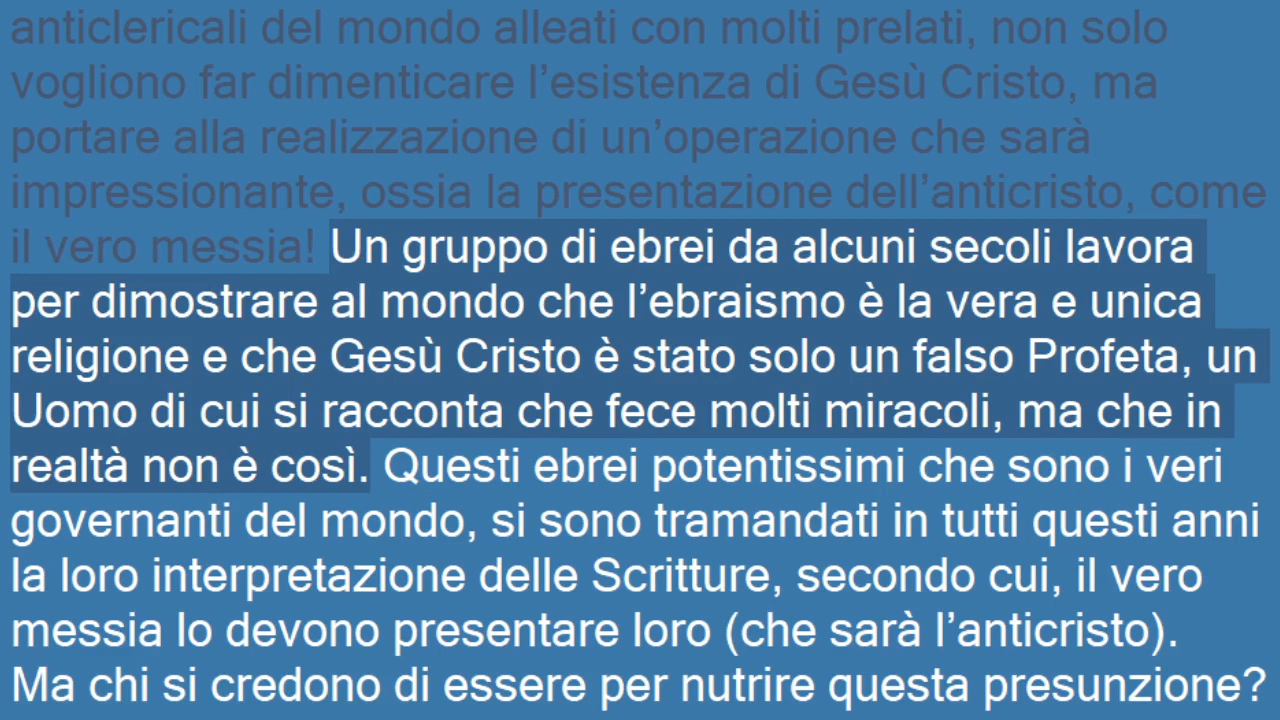 anticlericali del mondo alleati con molti prelati, non solo
vogliono far dimenticare l’esistenza di Gesù Cristo, ma
portare alla realizzazione di un’operazione che sarà
impressionante, ossia la presentazione dell’anticristo, come
il vero messia! Un gruppo di ebrei da alcuni secoli lavora
per dimostrare al mondo che l’ebraismo è la vera e unica
religione e che Gesù Cristo è stato solo un falso Profeta, un
Uomo di cui si racconta che fece molti miracoli, ma che in
realtà non è così. Questi ebrei potentissimi che sono i veri
governanti del mondo, si sono tramandati in tutti questi anni
la loro interpretazione delle Scritture, secondo cui, il vero
messia lo devono presentare loro (che sarà l’anticristo).
Ma chi si credono di essere per nutrire questa presunzione?